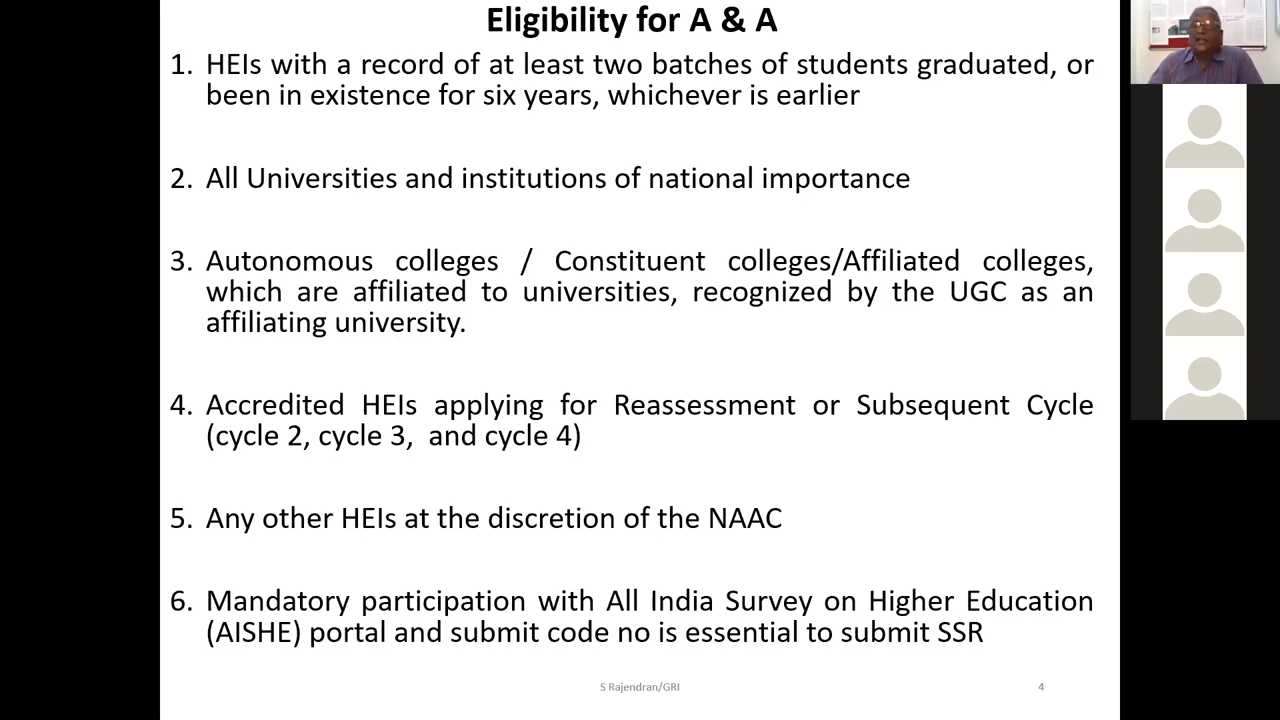 Eligibility for A & A
1. HEIs with a record of at least two batches of students graduated, or
been in existence for six years, whichever is earlier
2. All Universities and institutions of national importance
3. Autonomous colleges / Constituent colleges/Affiliated colleges,
which are affiliated to universities, recognized by the UGC as an
affiliating university.
4. Accredited HEIs applying for Reassessment or Subsequent Cycle
(cycle 2, cycle 3, and cycle 4)
5. Any other HEIs at the discretion of the NAAC
6. Mandatory participation with All India Survey on Higher Education
(AISHE) portal and submit code no is essential to submit SSR
S Rajendran/GRI
4